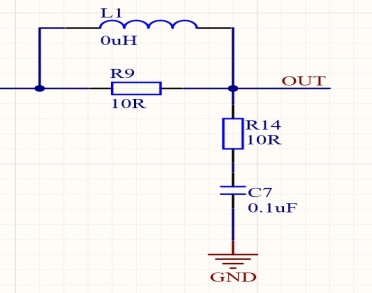 L1
0uH
R9
10R
OUT
R14
10R
C7
0.1uF
GND